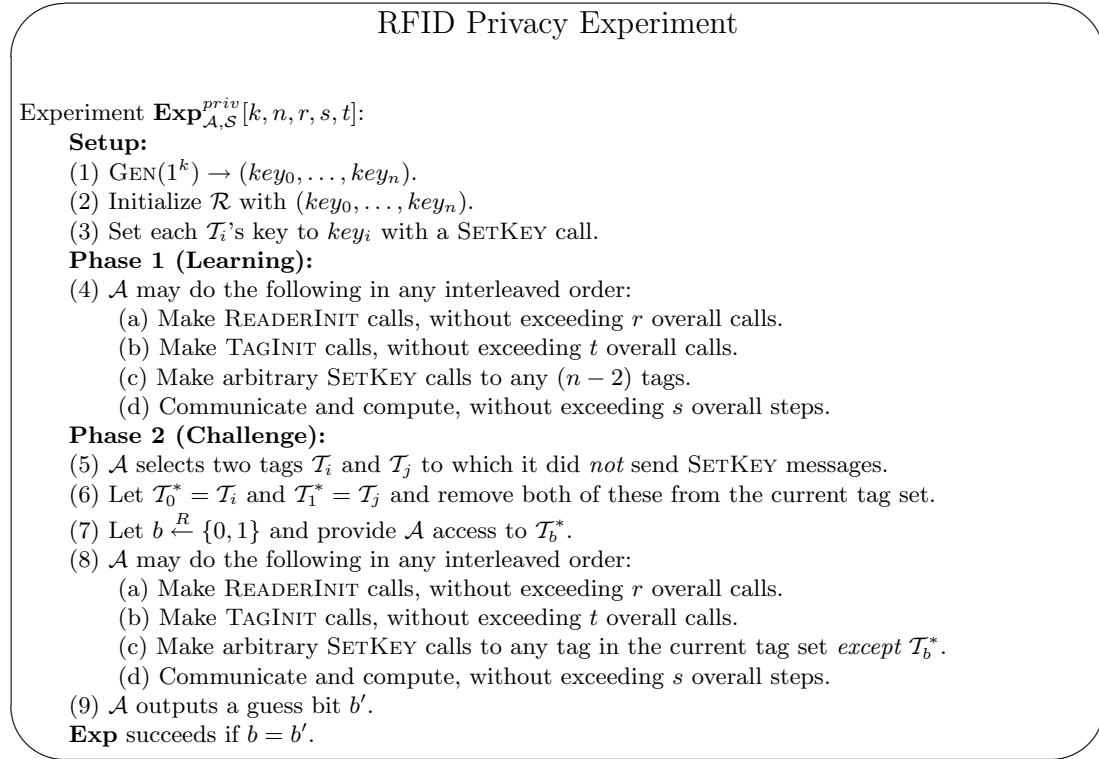 RFID Privacy Experiment
Experiment Exp^{priv}_{𝒜,𝒮}[k, n, r, s, t]:
Setup:
(1) GEN(1^k) → (key_0, . . . , key_n).
(2) Initialize ℛ with (key_0, . . . , key_n).
(3) Set each 𝒯_i's key to key_i with a SETKEY call.
Phase 1 (Learning):
(4) 𝒜 may do the following in any interleaved order:
(a) Make READERINIT calls, without exceeding r overall calls.
(b) Make TAGINIT calls, without exceeding t overall calls.
(c) Make arbitrary SETKEY calls to any (n − 2) tags.
(d) Communicate and compute, without exceeding s overall steps.
Phase 2 (Challenge):
(5) 𝒜 selects two tags 𝒯_i and 𝒯_j to which it did not send SETKEY messages.
(6) Let 𝒯_0^* = 𝒯_i and 𝒯_1^* = 𝒯_j and remove both of these from the current tag set.
(7) Let b ←^R {0, 1} and provide 𝒜 access to 𝒯_b^*.
(8) 𝒜 may do the following in any interleaved order:
(a) Make READERINIT calls, without exceeding r overall calls.
(b) Make TAGINIT calls, without exceeding t overall calls.
(c) Make arbitrary SETKEY calls to any tag in the current tag set except 𝒯_b^*.
(d) Communicate and compute, without exceeding s overall steps.
(9) 𝒜 outputs a guess bit b′.
Exp succeeds if b = b′.